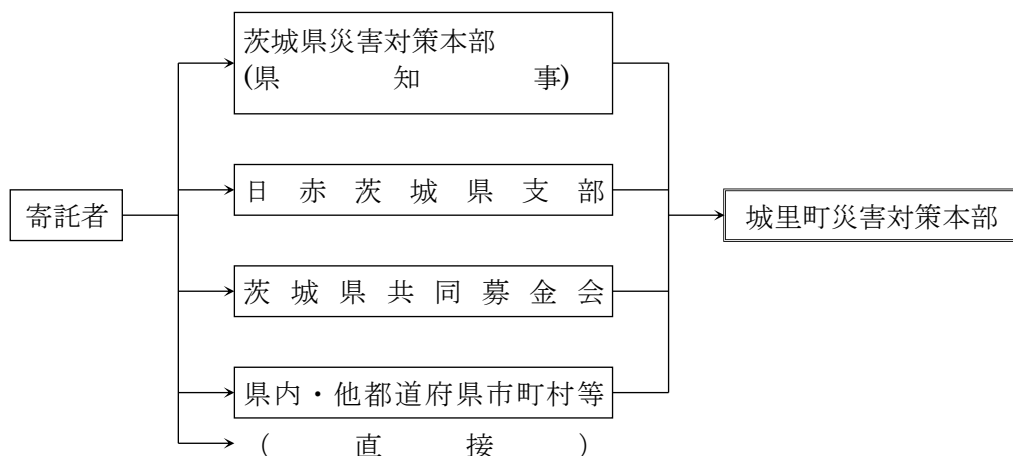 茨城県災害対策本部
(県知事)
日赤茨城県支部
寄託者
城里町災害対策本部
茨城県共同募金会
県内・他都道府県市町村等
(直接)